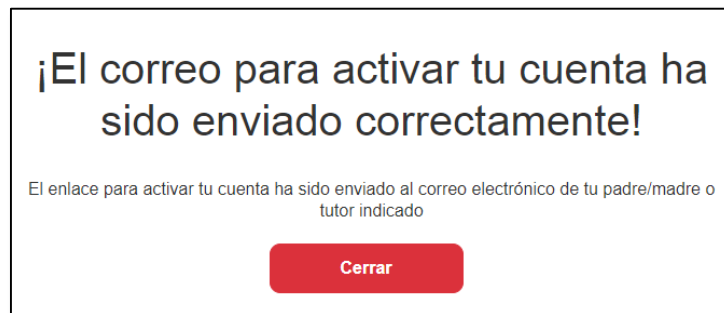 ¡El correo para activar tu cuenta ha
sido enviado correctamente!
El enlace para activar tu cuenta ha sido enviado al correo electrónico de tu padre/madre o
tutor indicado
Cerrar